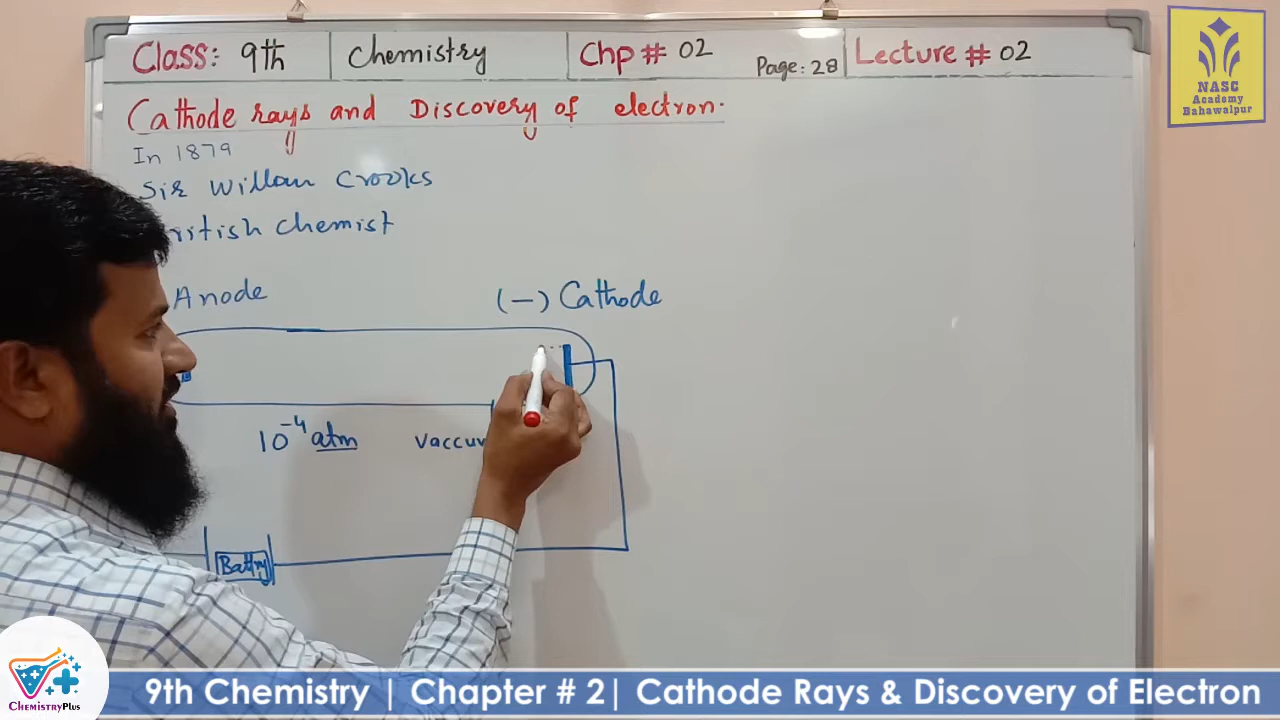 Class: 9th Chemistry Chp # 02 Page: 28 Lecture # 02
Cathode rays and Discovery of electron.
In 1879
Sir Willam Crooks
ritish chemist
Anode (−) Cathode
10⁻⁴ atm vaccu
Battry
NASC
Academy
Bahawalpur
ChemistryPlus
9th Chemistry | Chapter # 2| Cathode Rays & Discovery of Electron